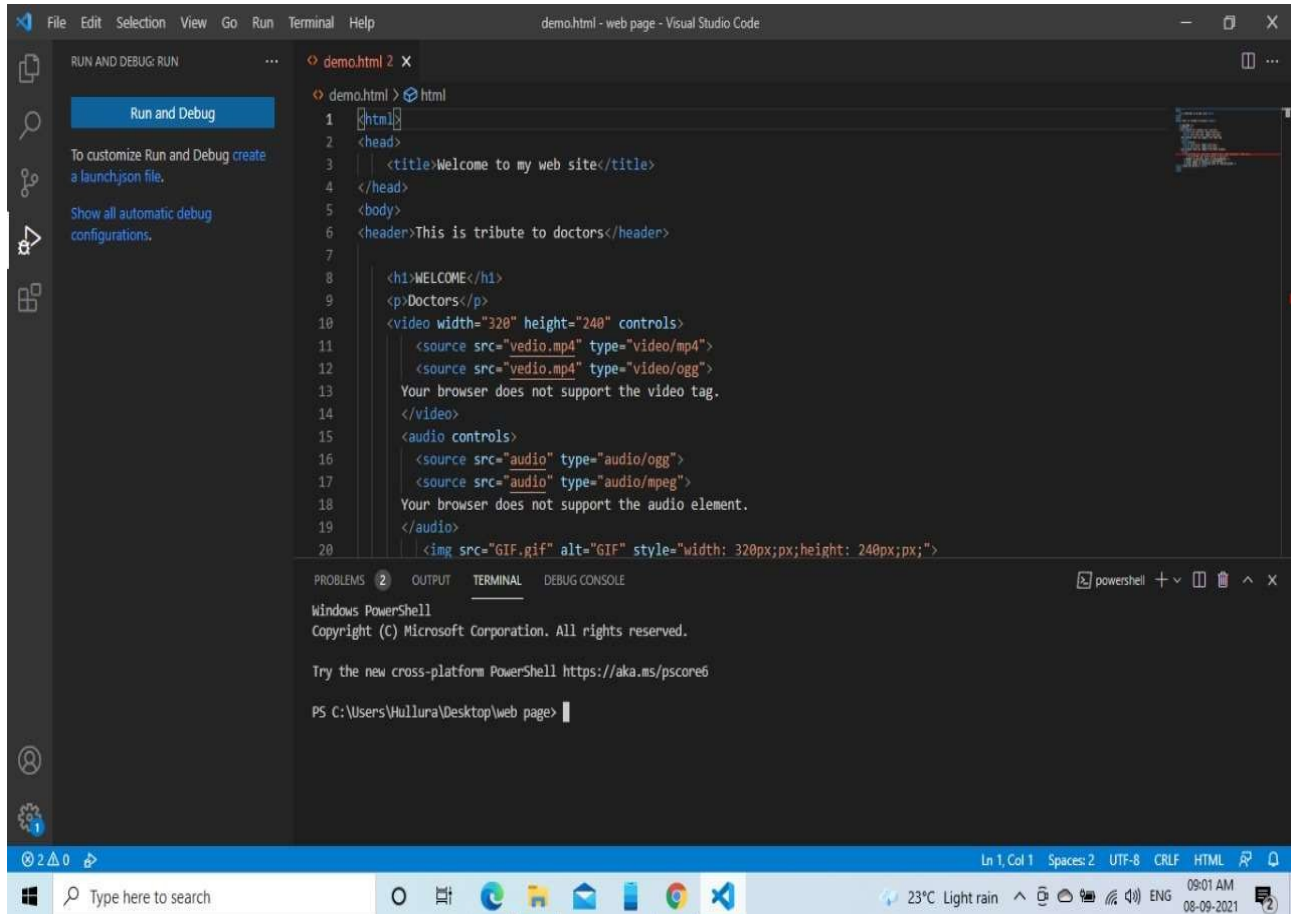 File Edit Selection View Go Run Terminal Help
demo.html - web page - Visual Studio Code
RUN AND DEBUG: RUN
Run and Debug
To customize Run and Debug create
a launch.json file.
Show all automatic debug
configurations.
demo.html 2
demo.html > html
1 <html>
2 <head>
3 <title>Welcome to my web site</title>
4 </head>
5 <body>
6 <header>This is tribute to doctors</header>
7
8 <h1>WELCOME</h1>
9 <p>Doctors</p>
10 <video width="320" height="240" controls>
11 <source src="vedio.mp4" type="video/mp4">
12 <source src="vedio.mp4" type="video/ogg">
13 Your browser does not support the video tag.
14 </video>
15 <audio controls>
16 <source src="audio" type="audio/ogg">
17 <source src="audio" type="audio/mpeg">
18 Your browser does not support the audio element.
19 </audio>
20 <img src="GIF.gif" alt="GIF" style="width: 320px;px;height: 240px;px;">
PROBLEMS 2 OUTPUT TERMINAL DEBUG CONSOLE
powershell
Windows PowerShell
Copyright (C) Microsoft Corporation. All rights reserved.
Try the new cross-platform PowerShell https://aka.ms/pscore6
PS C:\Users\Hullura\Desktop\web page>
1
2 0
Ln 1, Col 1 Spaces: 2 UTF-8 CRLF HTML
Type here to search
23°C Light rain
ENG
09:01 AM
08-09-2021
2